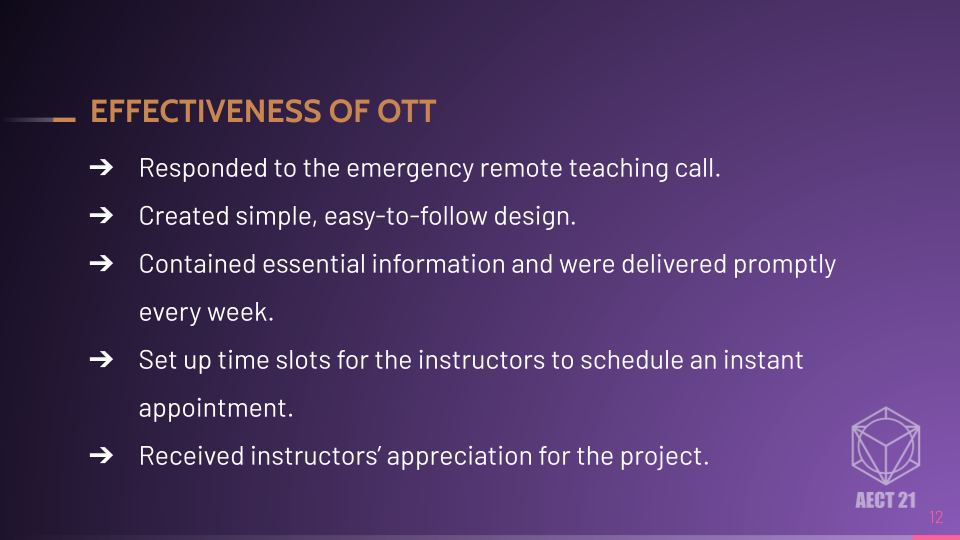 EFFECTIVENESS OF OTT
➔ Responded to the emergency remote teaching call.
➔ Created simple, easy-to-follow design.
➔ Contained essential information and were delivered promptly
every week.
➔ Set up time slots for the instructors to schedule an instant
appointment.
➔ Received instructors’ appreciation for the project.
AECT 21
12